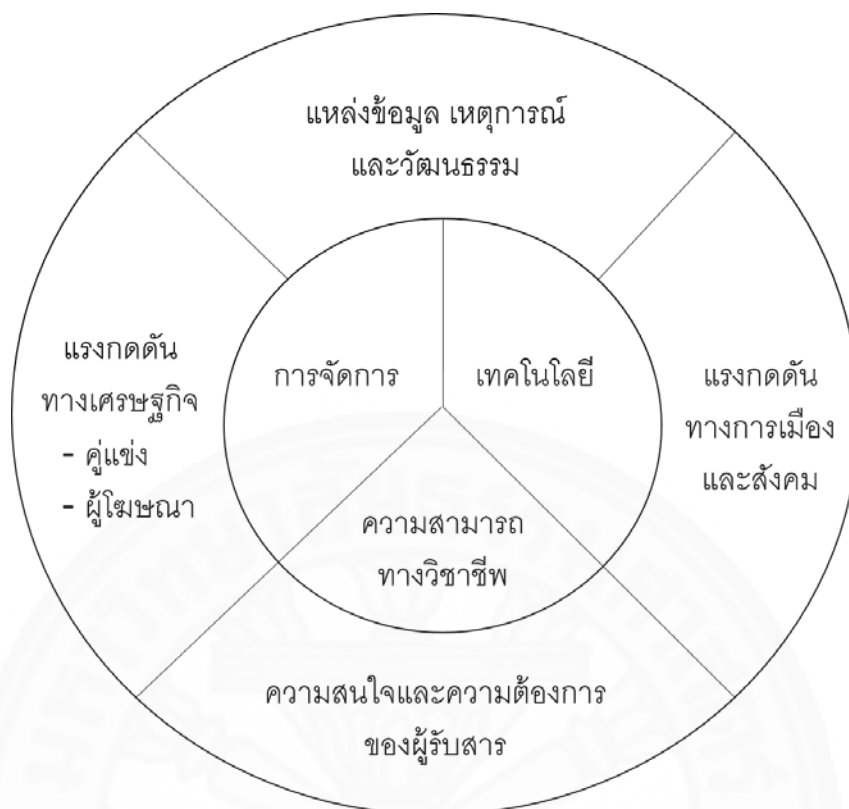 แหล่งข้อมูล เหตุการณ์
และวัฒนธรรม
แรงกดดัน
ทางเศรษฐกิจ
- คู่แข่ง
- ผู้โฆษณา
การจัดการ
เทคโนโลยี
แรงกดดัน
ทางการเมือง
และสังคม
ความสามารถ
ทางวิชาชีพ
ความสนใจและความต้องการ
ของผู้รับสาร